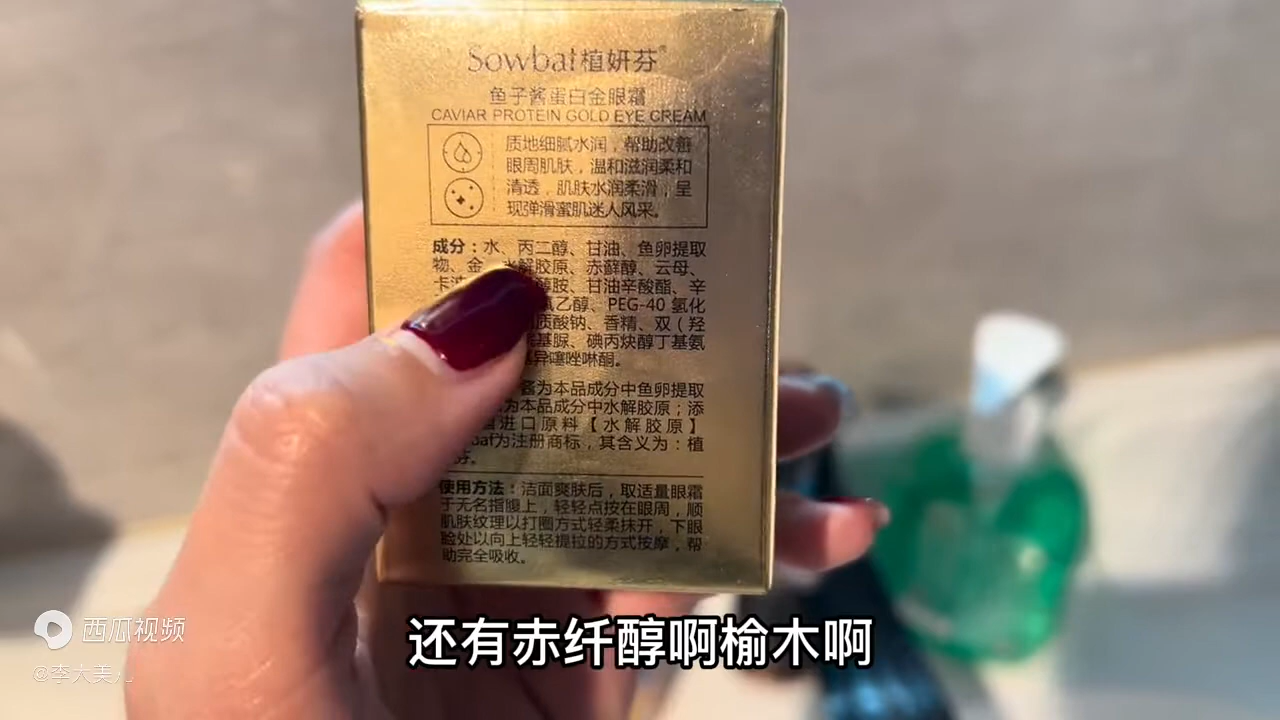 Sowbat植妍芬®
鱼子酱蛋白金眼霜
CAVIAR PROTEIN GOLD EYE CREAM
质地细腻水润，帮助改善
眼周肌肤，温和滋润柔和
清透，肌肤水润柔滑，呈
现弹滑蜜肌迷人风采。
成分：水、丙二醇、甘油、鱼卵提取
物、金、水解胶原、赤藓醇、云母、
卡波 醇胺、甘油辛酸酯、辛
氧乙醇、PEG-40 氢化
质酸钠、香精、双（羟
基脲、碘丙炔醇丁基氨
异噻唑啉酮。
酱为本品成分中鱼卵提取
为本品成分中水解胶原；添
进口原料【水解胶原】
为注册商标，其含义为：植
芬。
使用方法：洁面爽肤后，取适量眼霜
于无名指腹上，轻轻点按在眼周，顺
肌肤纹理以打圈方式轻柔抹开，下眼
睑处以向上轻轻提拉的方式按摩，帮
助完全吸收。
还有赤纤醇啊榆木啊
西瓜视频
@李大美儿